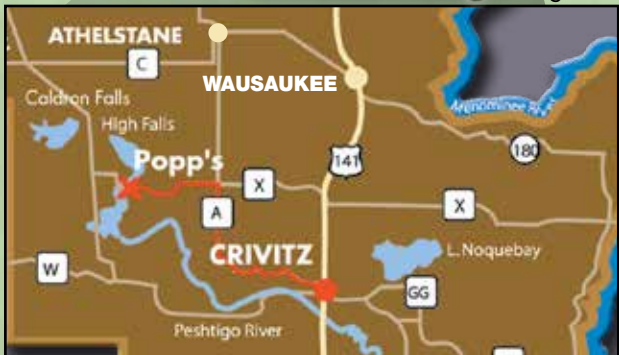 ATHELSTANE
C
WAUSAUKEE
Caldron Falls
High Falls
Menominee River
180
141
Popp's
X
A
X
CRIVITZ
L. Noquebay
W
GG
Peshtigo River